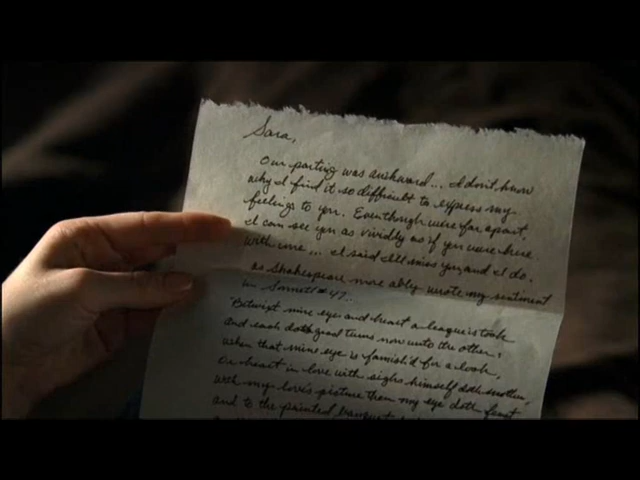 Sara,
Our parting was awkward... I don't know
why I find it so difficult to express my
feelings to you. Eventhough were far apart,
I can see you as vividly as if you were here
with me... I said I'll miss you and I do.
as Shakespeare more ably wrote my sentiment
in Sonnet #47...
"Betwixt mine eye and heart a league is took
and each doth good turns now unto the other:
when that mine eye is famish'd for a look,
Or heart in love with sighs himself doth smother,
with my love's picture then my eye doth feast
and to the painted banquet